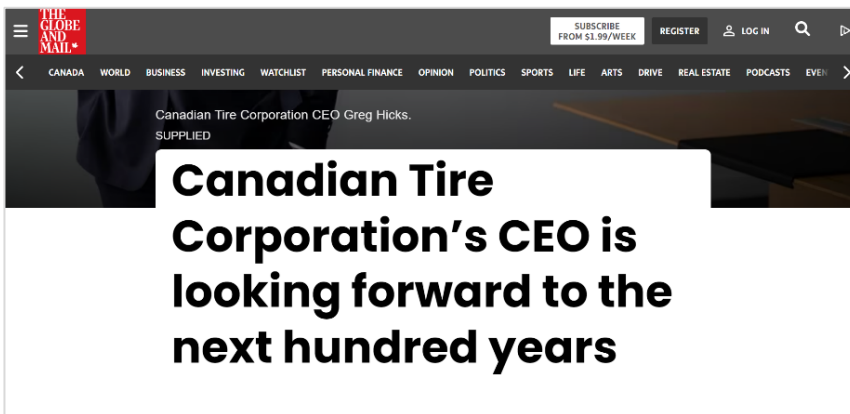 THE
GLOBE
AND
MAIL
SUBSCRIBE
FROM $1.99/WEEK
REGISTER
LOG IN
CANADA WORLD BUSINESS INVESTING WATCHLIST PERSONAL FINANCE OPINION POLITICS SPORTS LIFE ARTS DRIVE REAL ESTATE PODCASTS EVEN
Canadian Tire Corporation CEO Greg Hicks.
SUPPLIED
Canadian Tire
Corporation’s CEO is
looking forward to the
next hundred years